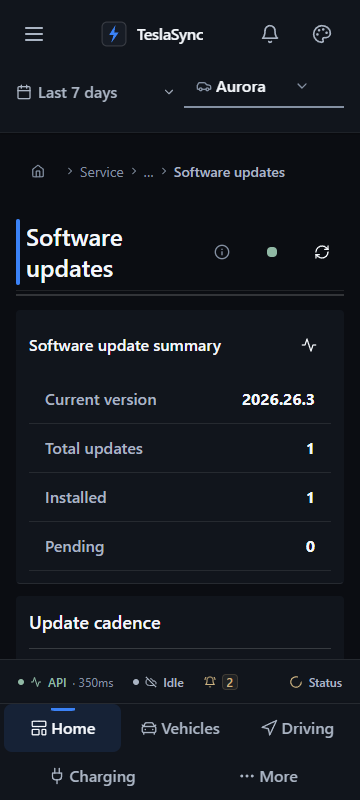 TeslaSync
Last 7 days
Aurora
Service
...
Software updates
Software
updates
Software update summary
Current version 2026.26.3
Total updates 1
Installed 1
Pending 0
Update cadence
API · 350ms Idle 2 Status
Home Vehicles Driving
Charging More